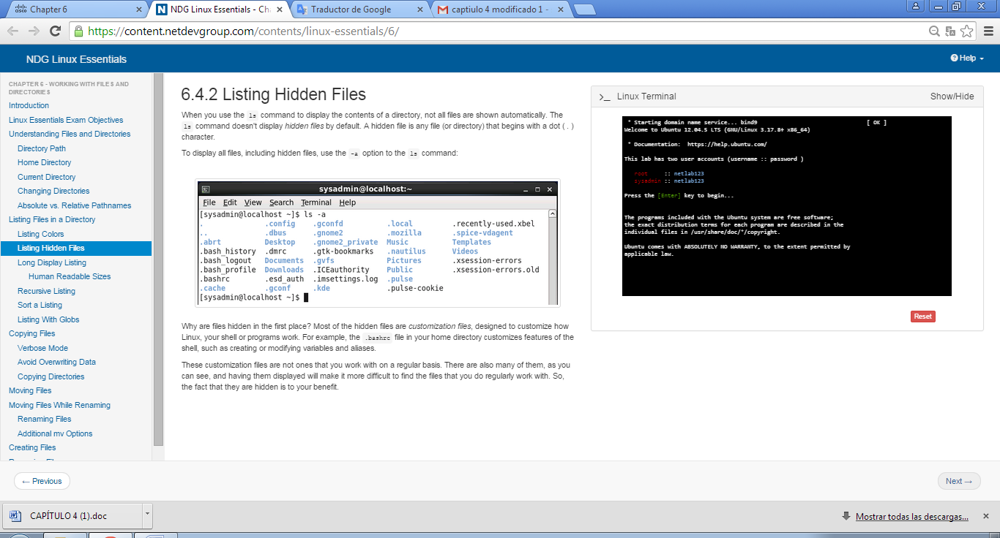 Chapter 6
NDG Linux Essentials - Ch
Traductor de Google
captiulo 4 modificado 1 -
https://content.netdevgroup.com/contents/linux-essentials/6/
NDG Linux Essentials
Help
CHAPTER 6 - WORKING WITH FILES AND
DIRECTORIES
Introduction
Linux Essentials Exam Objectives
Understanding Files and Directories
Directory Path
Home Directory
Current Directory
Changing Directories
Absolute vs. Relative Pathnames
Listing Files in a Directory
Listing Colors
Listing Hidden Files
Long Display Listing
Human Readable Sizes
Recursive Listing
Sort a Listing
Listing With Globs
Copying Files
Verbose Mode
Avoid Overwriting Data
Copying Directories
Moving Files
Moving Files While Renaming
Renaming Files
Additional mv Options
Creating Files
6.4.2 Listing Hidden Files
When you use the ls command to display the contents of a directory, not all files are shown automatically. The
ls command doesn't display hidden files by default. A hidden file is any file (or directory) that begins with a dot ( . )
character.
To display all files, including hidden files, use the -a option to the ls command:
sysadmin@localhost:~
File Edit View Search Terminal Help
[sysadmin@localhost ~]$ ls -a
. .config .gconfd .local .recently-used.xbel
.. .dbus .gnome2 .mozilla .spice-vdagent
.abrt Desktop .gnome2_private Music Templates
.bash_history .dmrc .gtk-bookmarks .nautilus Videos
.bash_logout Documents .gvfs Pictures .xsession-errors
.bash_profile Downloads .ICEauthority Public .xsession-errors.old
.bashrc .esd_auth .imsettings.log .pulse
.cache .gconf .kde .pulse-cookie
[sysadmin@localhost ~]$
Why are files hidden in the first place? Most of the hidden files are customization files, designed to customize how
Linux, your shell or programs work. For example, the .bashrc file in your home directory customizes features of the
shell, such as creating or modifying variables and aliases.
These customization files are not ones that you work with on a regular basis. There are also many of them, as you
can see, and having them displayed will make it more difficult to find the files that you do regularly work with. So,
the fact that they are hidden is to your benefit.
>_ Linux Terminal
Show/Hide
* Starting domain name service... bind9 [ OK ]
Welcome to Ubuntu 12.04.5 LTS (GNU/Linux 3.17.8+ x86_64)
* Documentation: https://help.ubuntu.com/
This lab has two user accounts (username :: password )
root :: netlab123
sysadmin :: netlab123
Press the [Enter] key to begin...
The programs included with the Ubuntu system are free software;
the exact distribution terms for each program are described in the
individual files in /usr/share/doc/*/copyright.
Ubuntu comes with ABSOLUTELY NO WARRANTY, to the extent permitted by
applicable law.
Reset
← Previous
Next →
CAPÍTULO 4 (1).doc
Mostrar todas las descargas...